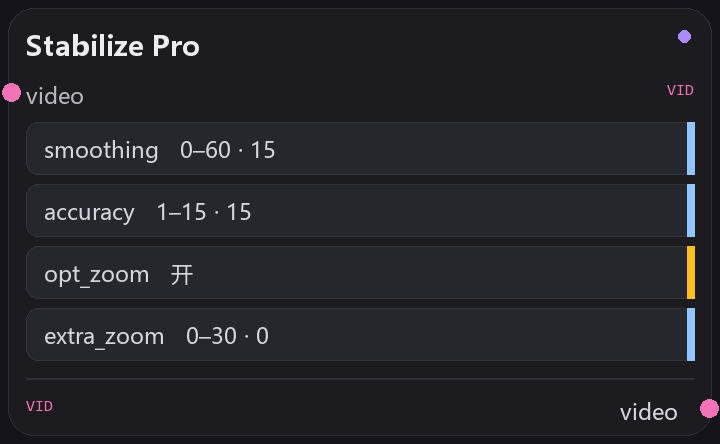 Stabilize Pro
video VID
smoothing 0–60 · 15
accuracy 1–15 · 15
opt_zoom 开
extra_zoom 0–30 · 0
VID video